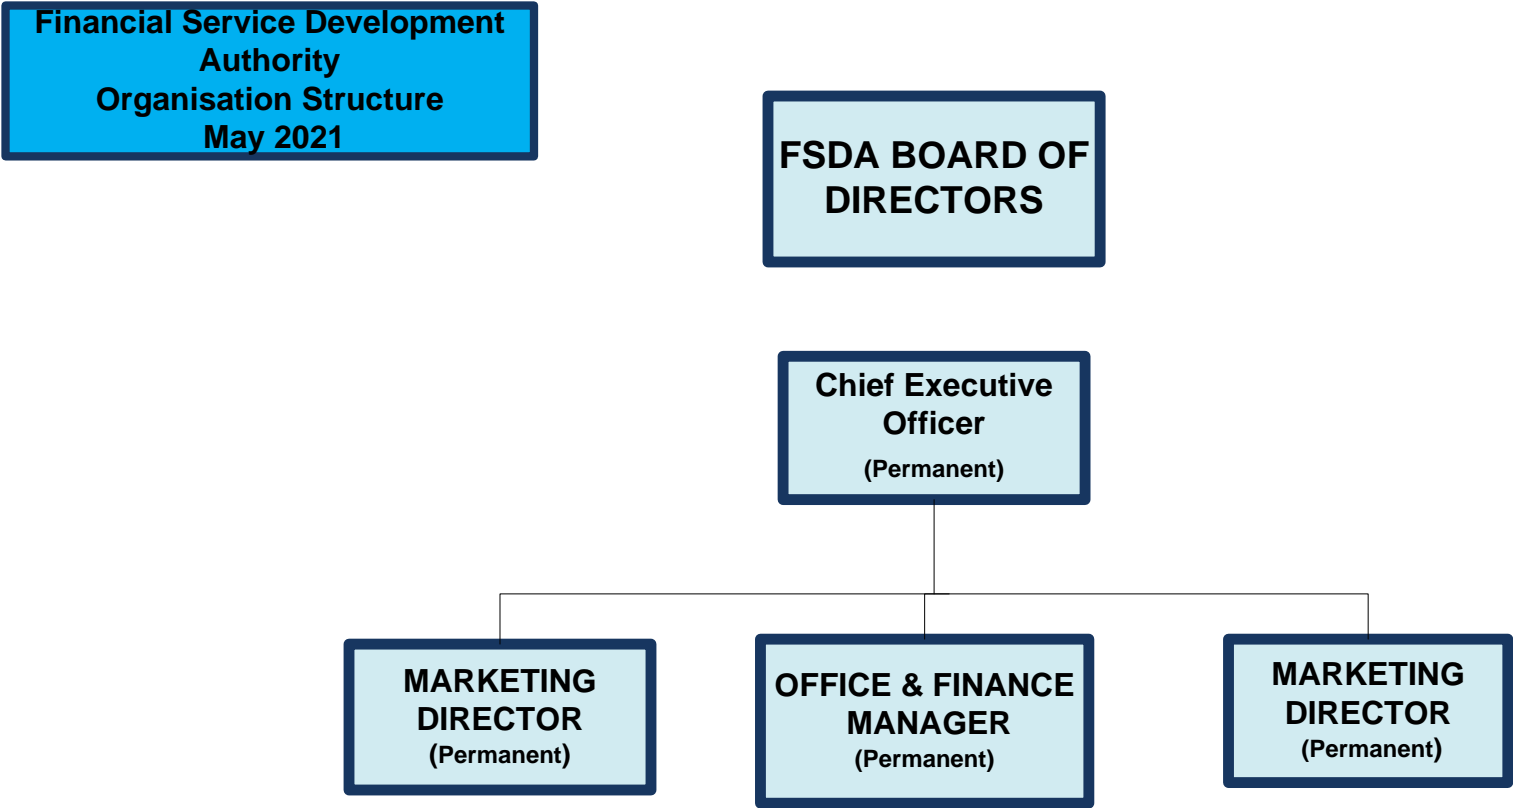 Financial Service Development
Authority
Organisation Structure
May 2021
FSDA BOARD OF
DIRECTORS
Chief Executive
Officer
(Permanent)
MARKETING
DIRECTOR
(Permanent)
OFFICE & FINANCE
MANAGER
(Permanent)
MARKETING
DIRECTOR
(Permanent)